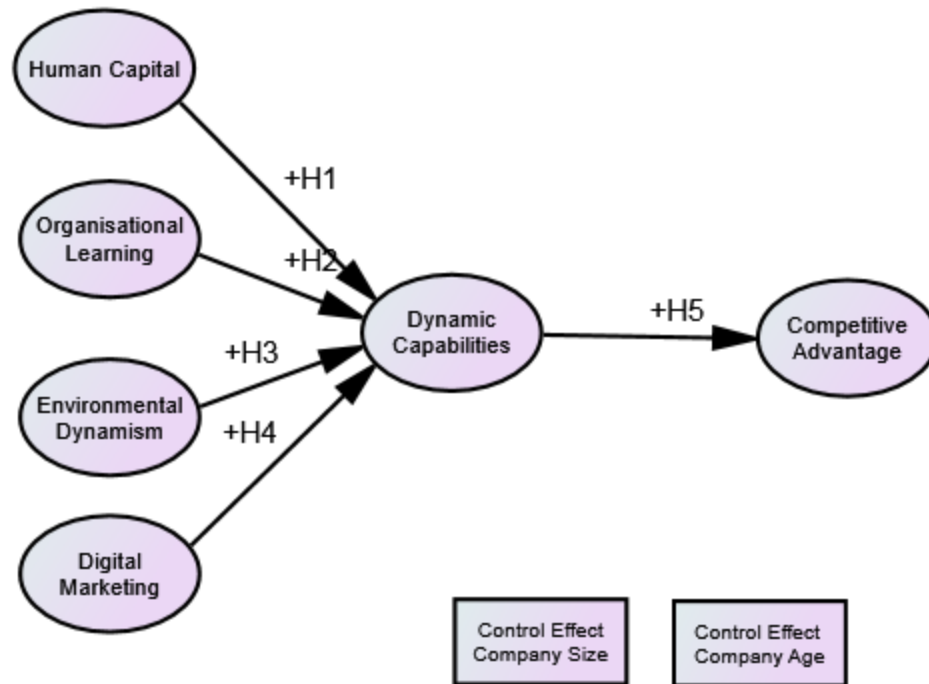 Human Capital
+H1
Organisational
Learning
+H2
Dynamic
Capabilities
+H5
Competitive
Advantage
+H3
Environmental
Dynamism
+H4
Digital
Marketing
Control Effect
Company Size
Control Effect
Company Age